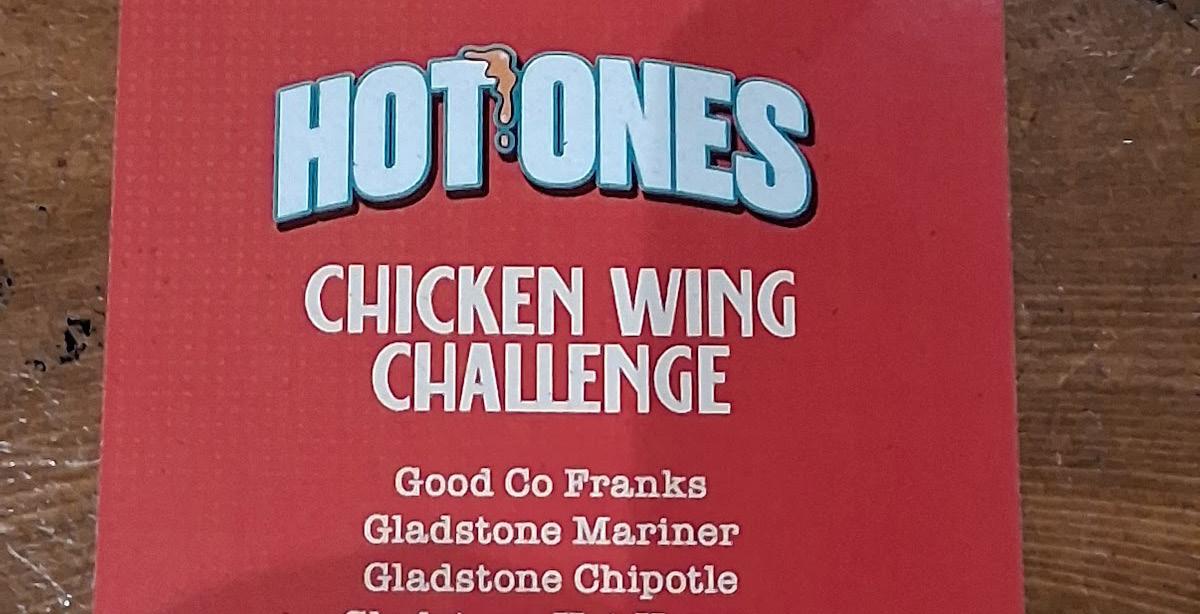 HOT ONES
CHICKEN WING
CHALLENGE
Good Co Franks
Gladstone Mariner
Gladstone Chipotle